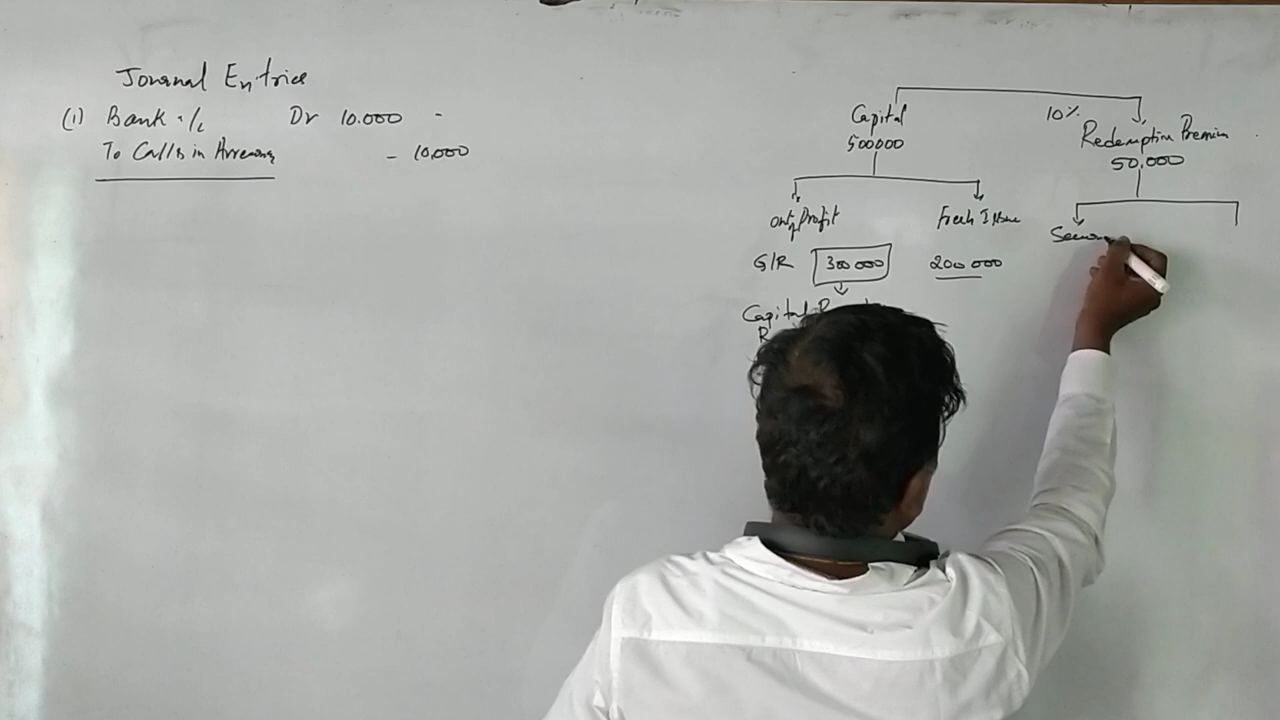 Journal Entries
(1) Bank a/c Dr 10.000 -
To Calls in Arrears - 10,000
Capital
500000
10%
Redemption Premium
50,000
Profit
Fresh Issue
G/R 300000
200000
Capital